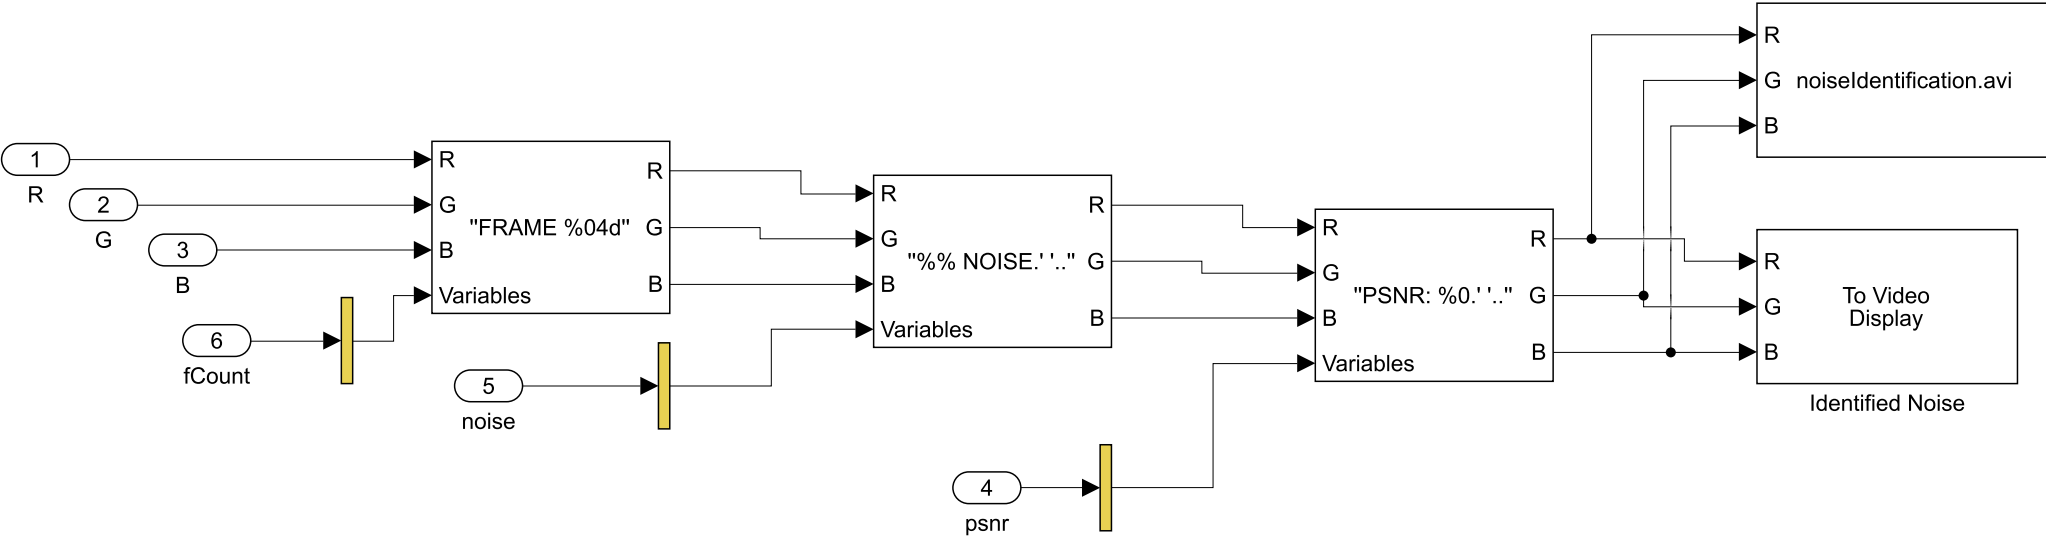 1
R
2
G
3
B
6
fCount
R
G
B
Variables
"FRAME %04d"
R
G
B
5
noise
R
G
B
Variables
"%% NOISE.' '.."
R
G
B
4
psnr
R
G
B
Variables
"PSNR: %0.' '.."
R
G
B
R
G
B
noiseIdentification.avi
R
G
B
To Video
Display
Identified Noise